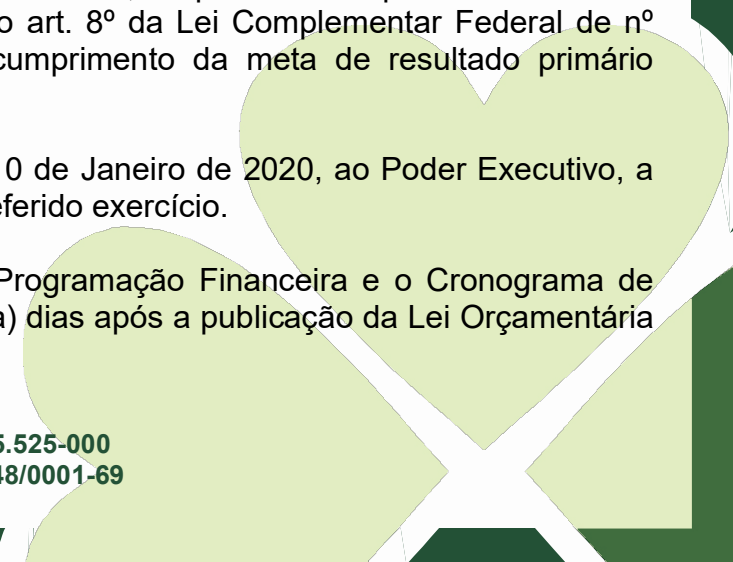 o art. 8º da Lei Complementar Federal de nº
cumprimento da meta de resultado primário
0 de Janeiro de 2020, ao Poder Executivo, a
eferido exercício.
Programação Financeira e o Cronograma de
a) dias após a publicação da Lei Orçamentária
5.525-000
48/0001-69